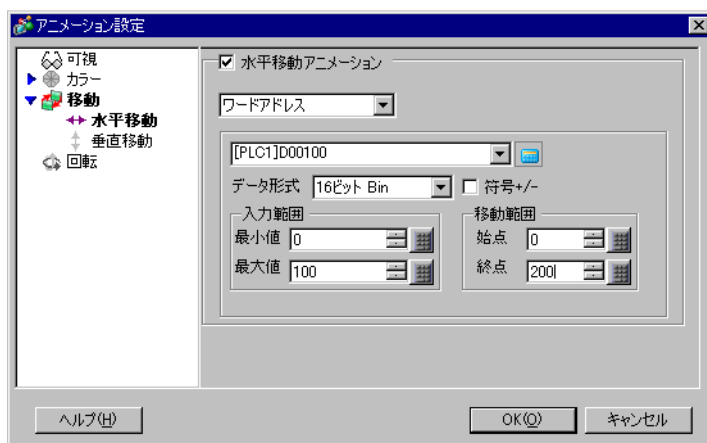 アニメーション設定
可視
カラー
移動
水平移動
垂直移動
回転
水平移動アニメーション
ワードアドレス
[PLC1]D00100
データ形式 16ビット Bin 符号+/-
入力範囲 移動範囲
最小値 0 始点 0
最大値 100 終点 200
ヘルプ(H) OK(O) キャンセル